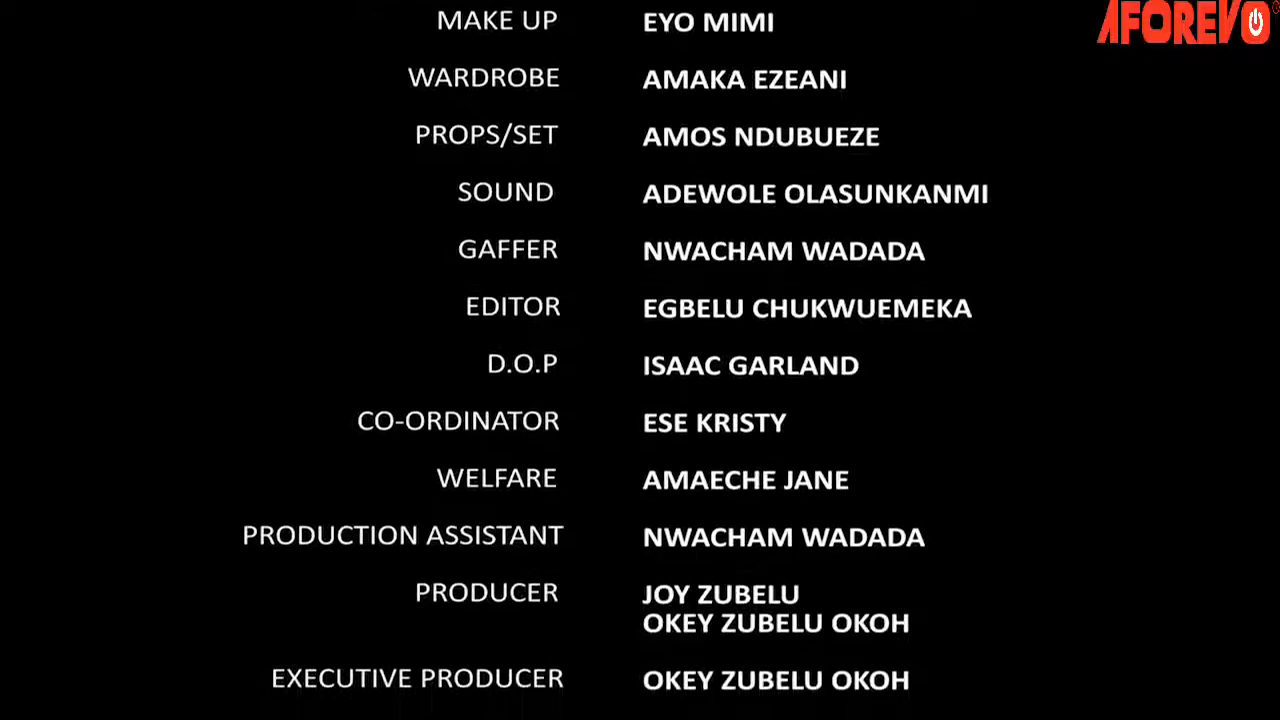 AFOREVO
MAKE UP EYO MIMI
WARDROBE AMAKA EZEANI
PROPS/SET AMOS NDUBUEZE
SOUND ADEWOLE OLASUNKANMI
GAFFER NWACHAM WADADA
EDITOR EGBELU CHUKWUEMEKA
D.O.P ISAAC GARLAND
CO-ORDINATOR ESE KRISTY
WELFARE AMAECHE JANE
PRODUCTION ASSISTANT NWACHAM WADADA
PRODUCER JOY ZUBELU
OKEY ZUBELU OKOH
EXECUTIVE PRODUCER OKEY ZUBELU OKOH